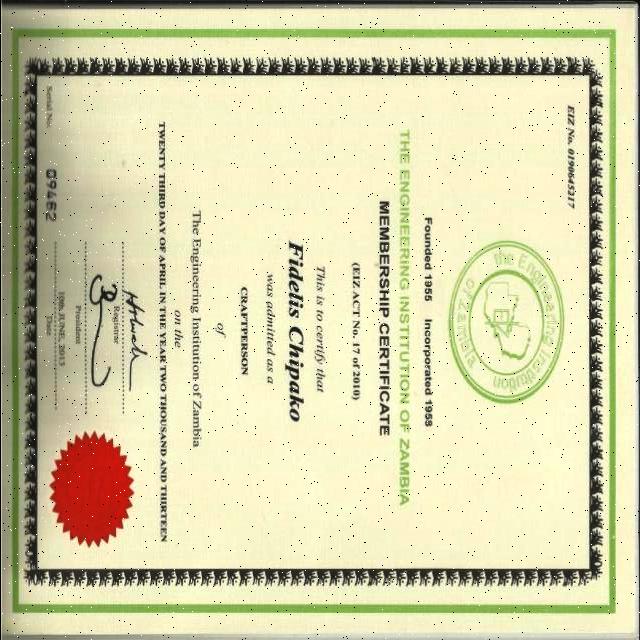 EIZ No. 0190645317
the Engineering Institution
of Zambia
Founded 1955 Incorporated 1958
THE ENGINEERING INSTITUTION OF ZAMBIA
MEMBERSHIP CERTIFICATE
(EIZ ACT No. 17 of 2010)
This is to certify that
Fidelis Chipako
was admitted as a
CRAFTPERSON
of
The Engineering Institution of Zambia
on the
TWENTY THIRD DAY OF APRIL IN THE YEAR TWO THOUSAND AND THIRTEEN
Registrar
President
10th JUNE, 2013
Date
Serial No. 09462